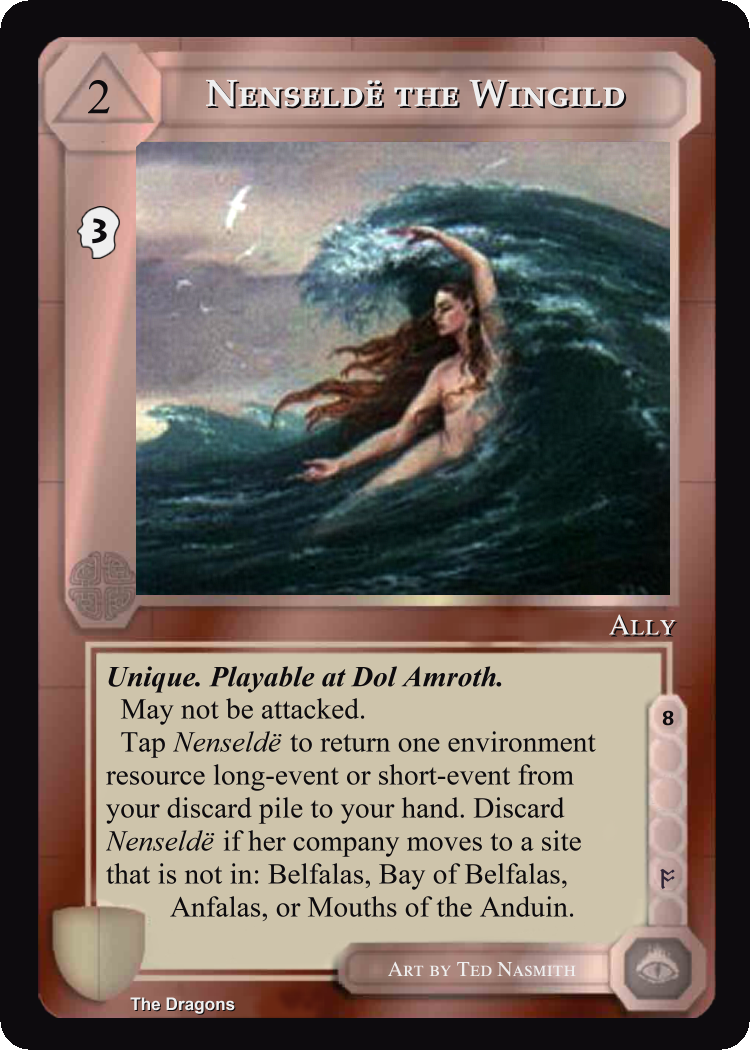 2
Nenseldë the Wingild
3
Ally
Unique. Playable at Dol Amroth.
May not be attacked.
Tap Nenseldë to return one environment
resource long-event or short-event from
your discard pile to your hand. Discard
Nenseldë if her company moves to a site
that is not in: Belfalas, Bay of Belfalas,
Anfalas, or Mouths of the Anduin.
8
Art by Ted Nasmith
The Dragons